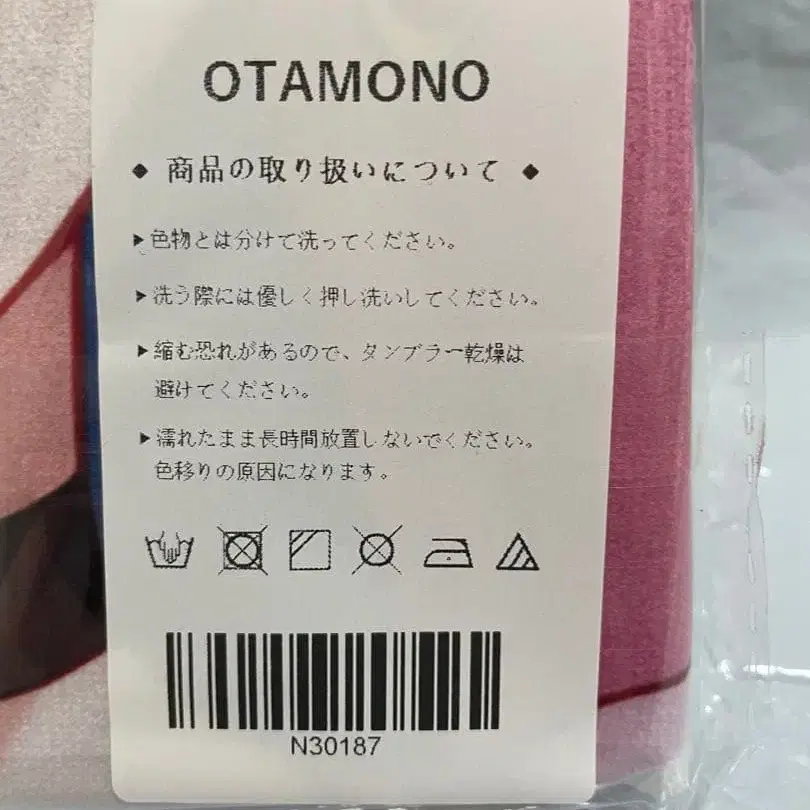 OTAMONO
◆ 商品の取り扱いについて ◆
▶色物とは分けて洗ってください。
▶洗う際には優しく押し洗いしてください。
▶縮む恐れがあるので、タンブラー乾燥は
避けてください。
▶濡れたまま長時間放置しないでください。
色移りの原因になります。
N30187